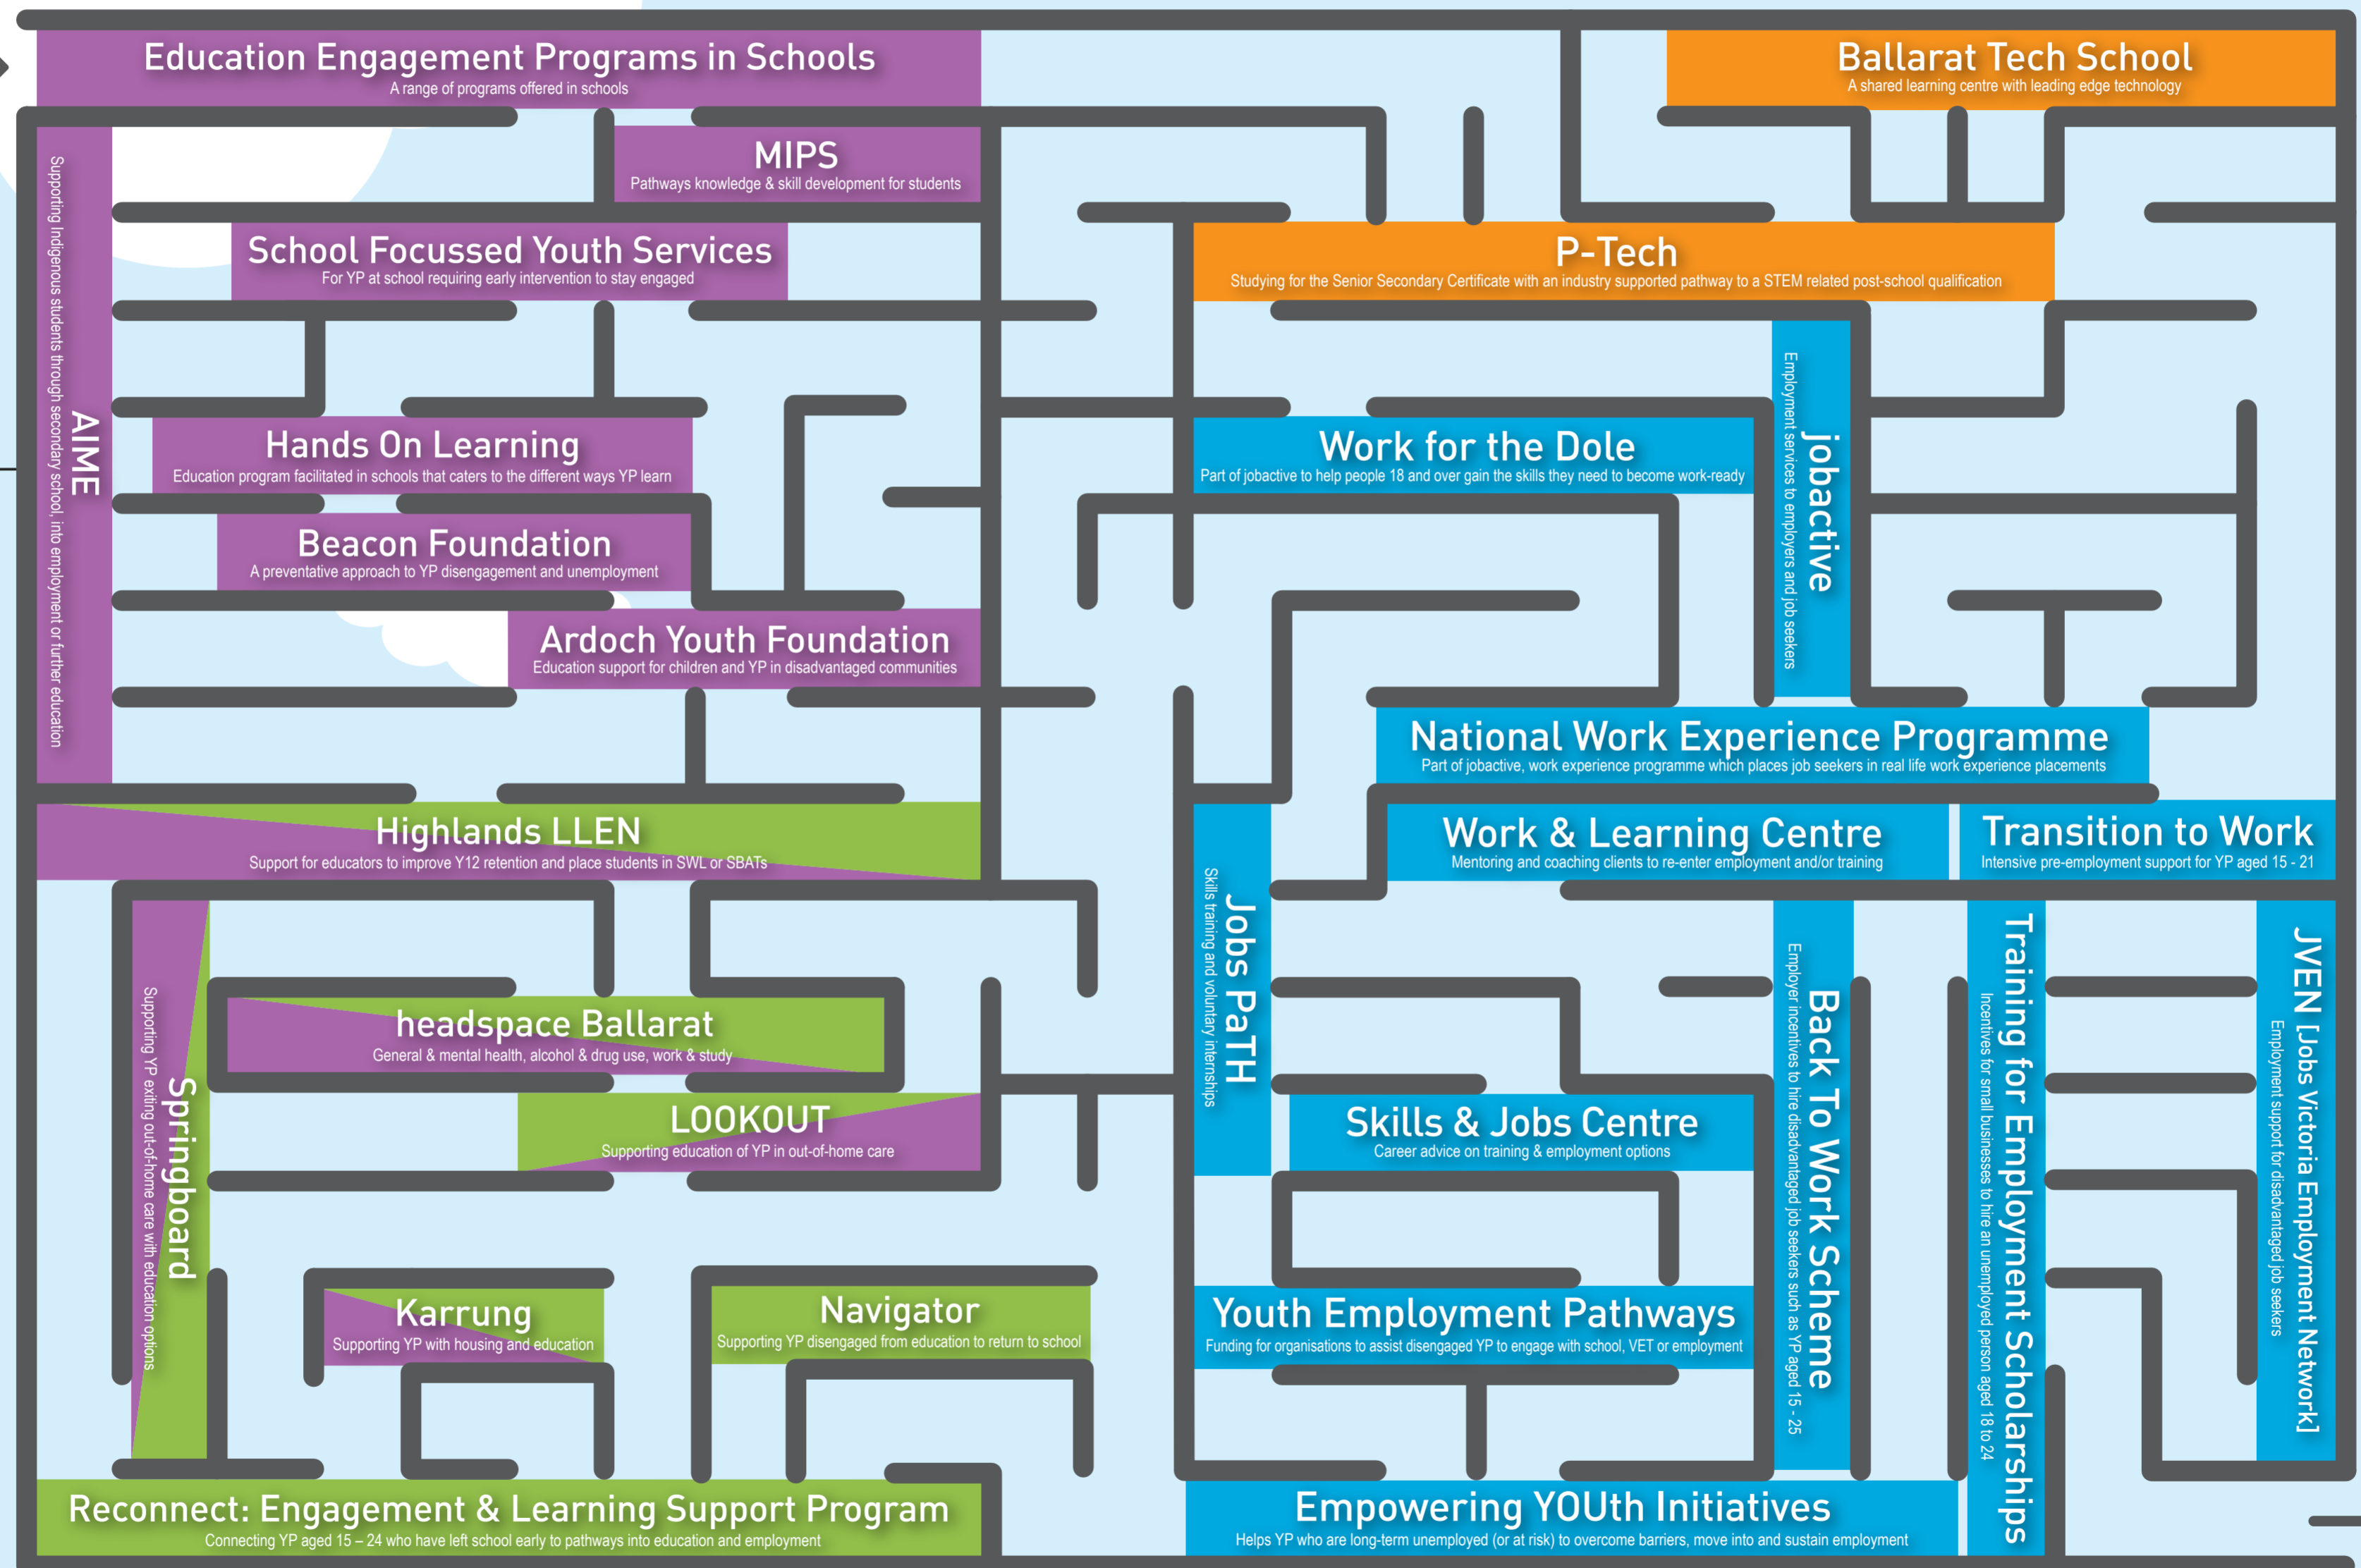 Education Engagement Programs in Schools
A range of programs offered in schools
Ballarat Tech School
A shared learning centre with leading edge technology
MIPS
Pathways knowledge & skill development for students
AIME
Supporting Indigenous students through secondary school, into employment or further education
School Focussed Youth Services
For YP at school requiring early intervention to stay engaged
P-Tech
Studying for the Senior Secondary Certificate with an industry supported pathway to a STEM related post-school qualification
Hands On Learning
Education program facilitated in schools that caters to the different ways YP learn
Work for the Dole
Part of jobactive to help people 18 and over gain the skills they need to become work-ready
jobactive
Employment services to employers and job seekers
Beacon Foundation
A preventative approach to YP disengagement and unemployment
Ardoch Youth Foundation
Education support for children and YP in disadvantaged communities
National Work Experience Programme
Part of jobactive, work experience programme which places job seekers in real life work experience placements
Highlands LLEN
Support for educators to improve Y12 retention and place students in SWL or SBATs
Work & Learning Centre
Mentoring and coaching clients to re-enter employment and/or training
Transition to Work
Intensive pre-employment support for YP aged 15 - 21
Jobs PaTH
Skills training and voluntary internships
Springboard
Supporting YP exiting out-of-home care with education options
headspace Ballarat
General & mental health, alcohol & drug use, work & study
LOOKOUT
Supporting education of YP in out-of-home care
Skills & Jobs Centre
Career advice on training & employment options
Back To Work Scheme
Employer incentives to hire disadvantaged job seekers such as YP aged 15 - 25
Training for Employment Scholarships
Incentives for small businesses to hire an unemployed person aged 18 to 24
JVEN [Jobs Victoria Employment Network]
Employment support for disadvantaged job seekers
Karrung
Supporting YP with housing and education
Navigator
Supporting YP disengaged from education to return to school
Youth Employment Pathways
Funding for organisations to assist disengaged YP to engage with school, VET or employment
Reconnect: Engagement & Learning Support Program
Connecting YP aged 15 – 24 who have left school early to pathways into education and employment
Empowering YOUth Initiatives
Helps YP who are long-term unemployed (or at risk) to overcome barriers, move into and sustain employment